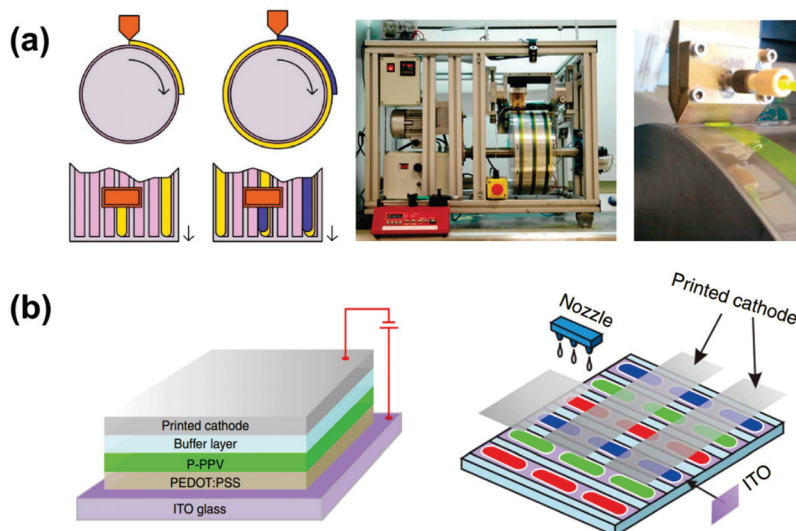 (a)
(b)
Nozzle
Printed cathode
Printed cathode
Buffer layer
P-PPV
PEDOT:PSS
ITO glass
ITO